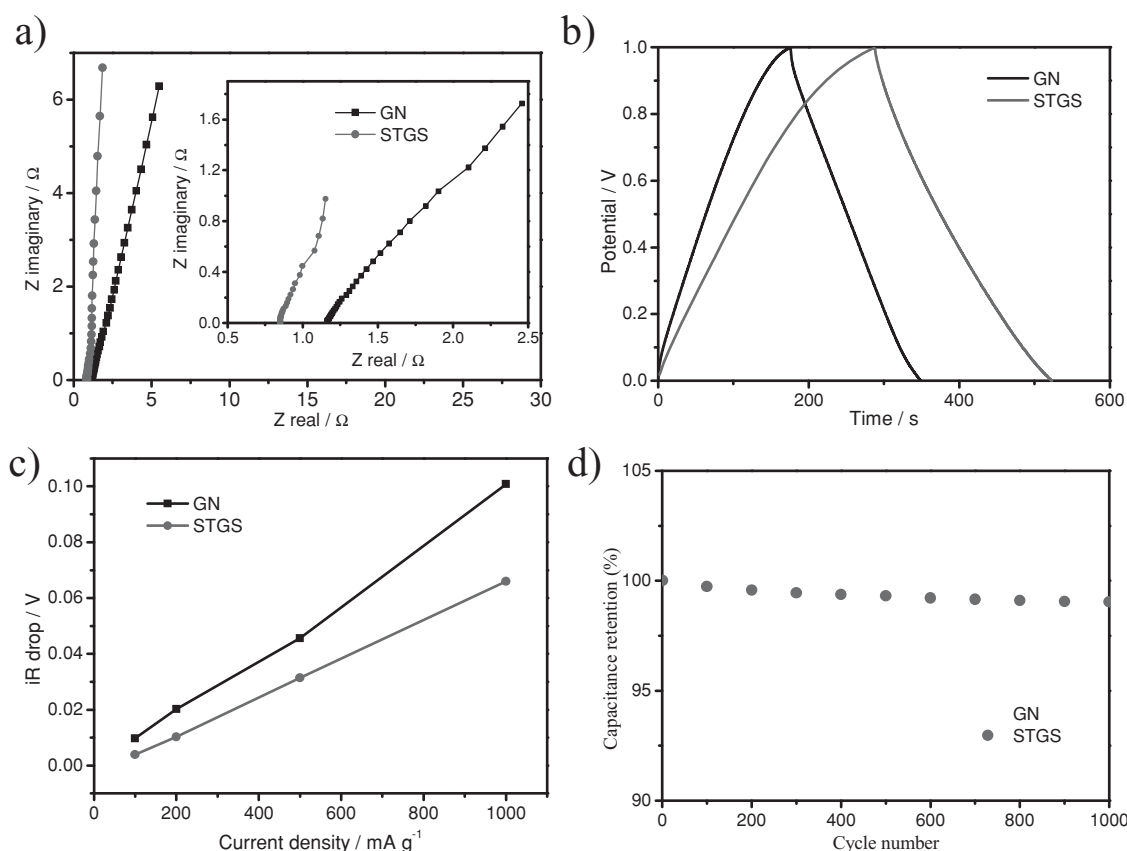 a)
6
4
2
0
0
5
10
15
20
25
30
Z imaginary / Ω
Z real / Ω
GN
STGS
1.6
1.2
0.8
0.4
0.0
0.5
1.0
1.5
2.0
2.5
Z imaginary / Ω
Z real / Ω
b)
1.0
0.8
0.6
0.4
0.2
0.0
0
200
400
600
Potential / V
Time / s
GN
STGS
c)
0.10
0.08
0.06
0.04
0.02
0.00
0
200
400
600
800
1000
iR drop / V
Current density / mA g⁻¹
GN
STGS
d)
105
100
95
90
0
200
400
600
800
1000
Capacitance retention (%)
Cycle number
GN
STGS